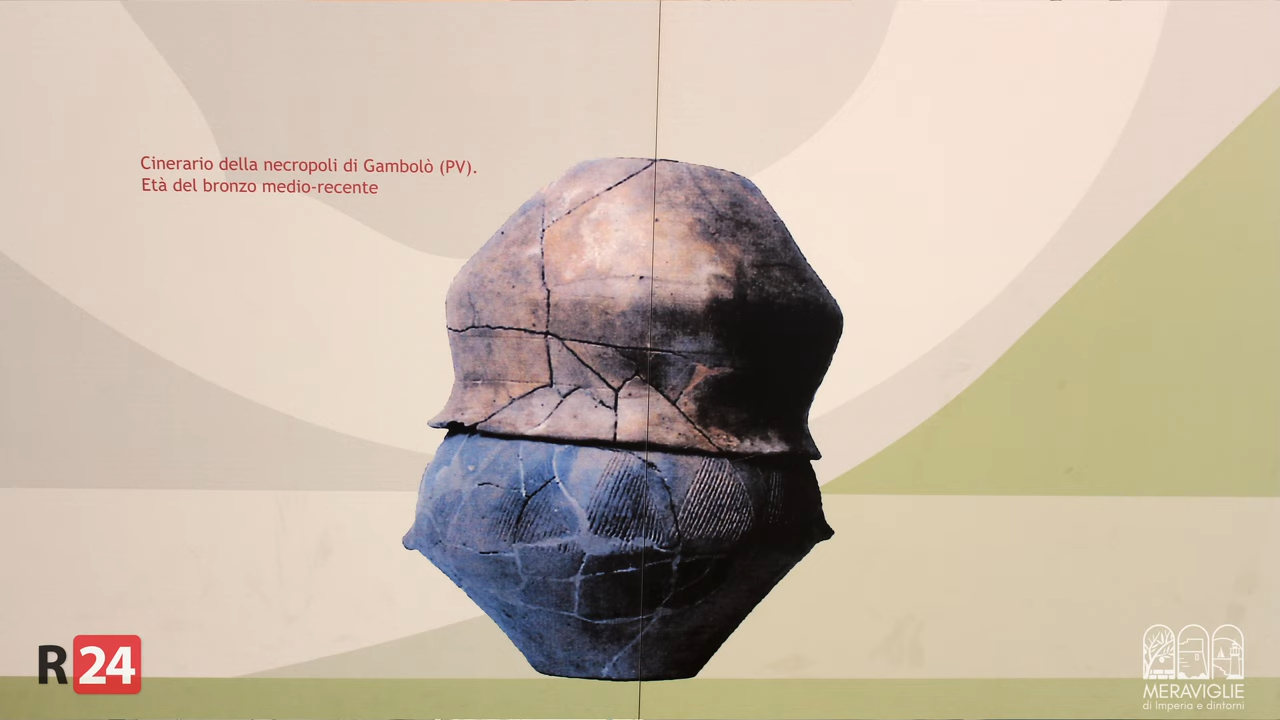 Cinerario della necropoli di Gambolò (PV).
Età del bronzo medio-recente
R24
MERAVIGLIE
di Imperia e dintorni